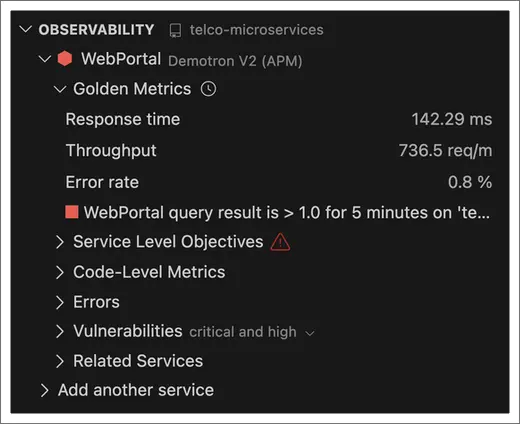 OBSERVABILITY telco-microservices
WebPortal Demotron V2 (APM)
Golden Metrics
Response time 142.29 ms
Throughput 736.5 req/m
Error rate 0.8 %
WebPortal query result is > 1.0 for 5 minutes on 'te...
Service Level Objectives
Code-Level Metrics
Errors
Vulnerabilities critical and high
Related Services
Add another service